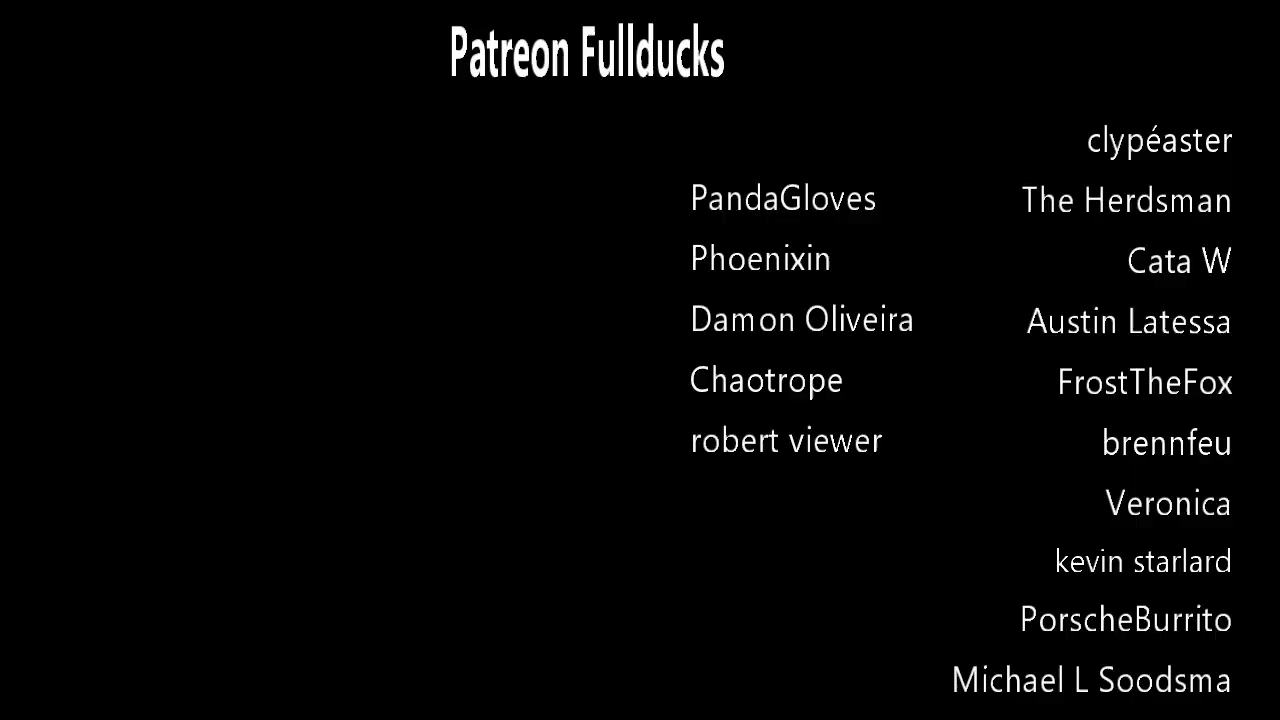 Patreon Fullducks
PandaGloves
Phoenixin
Damon Oliveira
Chaotrope
robert viewer
clypéaster
The Herdsman
Cata W
Austin Latessa
FrostTheFox
brennfeu
Veronica
kevin starlard
PorscheBurrito
Michael L Soodsma